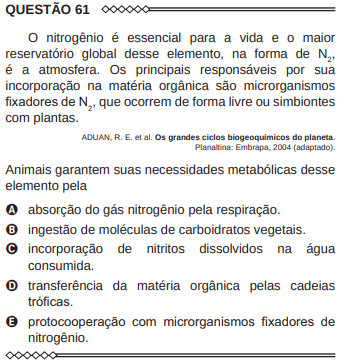 QUESTÃO 61
O nitrogênio é essencial para a vida e o maior
reservatório global desse elemento, na forma de N2,
é a atmosfera. Os principais responsáveis por sua
incorporação na matéria orgânica são microrganismos
fixadores de N2, que ocorrem de forma livre ou simbiontes
com plantas.
ADUAN, R. E. et al. Os grandes ciclos biogeoquímicos do planeta.
Planaltina: Embrapa, 2004 (adaptado).
Animais garantem suas necessidades metabólicas desse
elemento pela
A absorção do gás nitrogênio pela respiração.
B ingestão de moléculas de carboidratos vegetais.
C incorporação de nitritos dissolvidos na água
consumida.
D transferência da matéria orgânica pelas cadeias
tróficas.
E protocooperação com microrganismos fixadores de
nitrogênio.